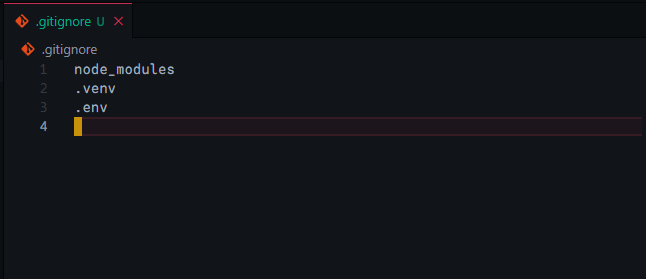 .gitignore U
.gitignore
1 node_modules
2 .venv
3 .env
4